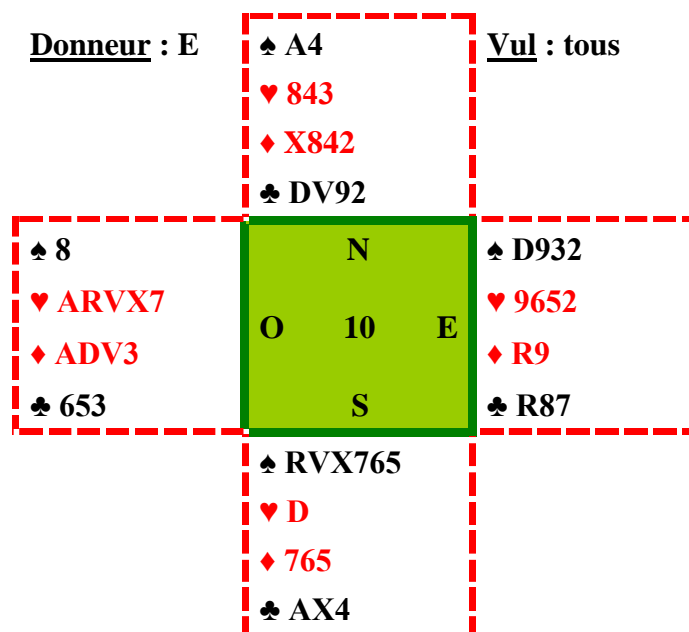 Donneur : E
♠ A4
Vul : tous
♥ 843
♦ X842
♣ DV92
♠ 8
♥ ARVX7
♦ ADV3
♣ 653
N
O 10 E
S
♠ D932
♥ 9652
♦ R9
♣ R87
♠ RVX765
♥ D
♦ 765
♣ AX4